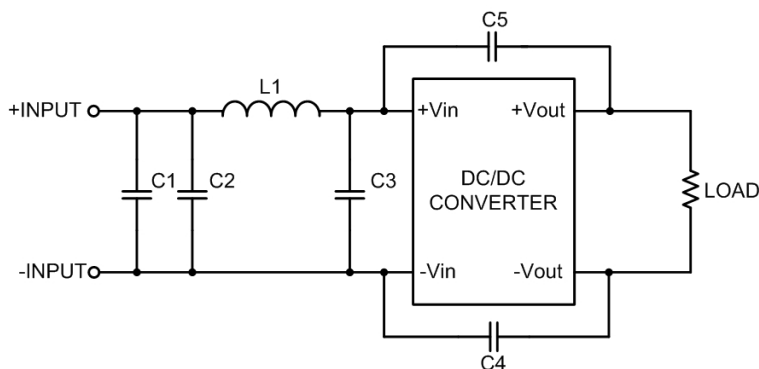 C5
L1
+INPUT
+Vin
+Vout
C1
C2
C3
DC/DC
CONVERTER
LOAD
-INPUT
-Vin
-Vout
C4